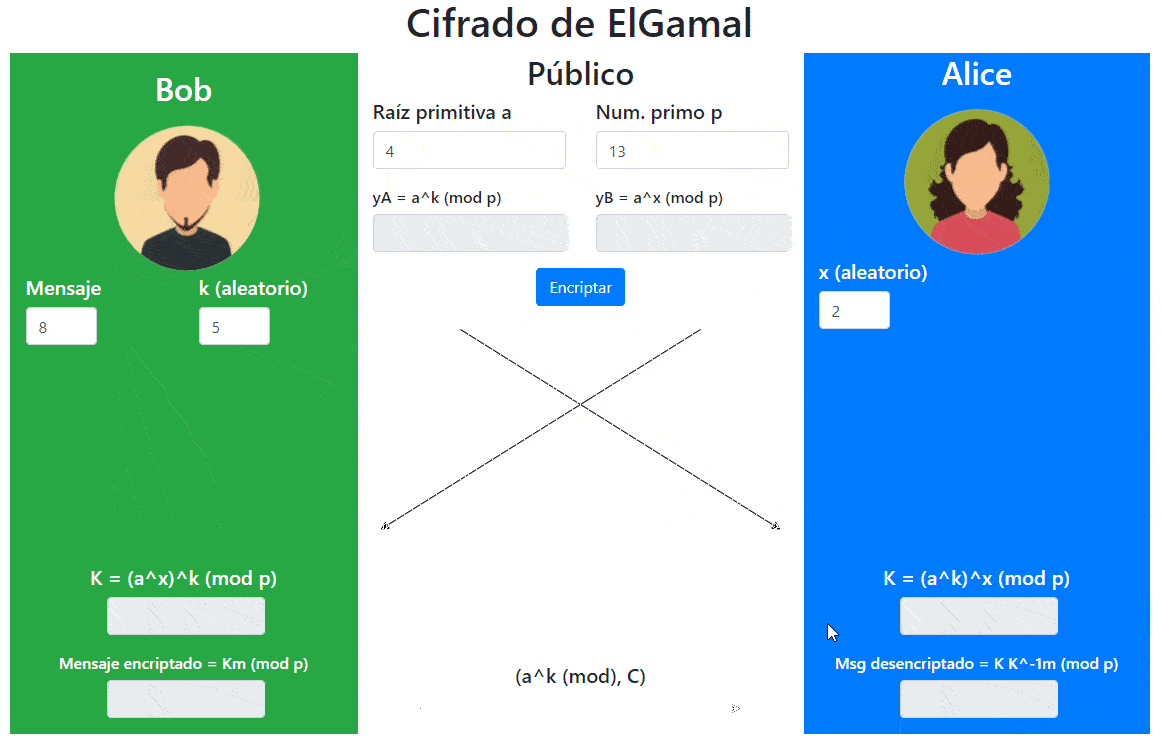 Cifrado de ElGamal
Bob
Mensaje
k (aleatorio)
8
5
K = (a^x)^k (mod p)
Mensaje encriptado = Km (mod p)
Público
Raíz primitiva a
Num. primo p
4
13
yA = a^k (mod p)
yB = a^x (mod p)
Encriptar
(a^k (mod), C)
Alice
x (aleatorio)
2
K = (a^k)^x (mod p)
Msg desencriptado = K K^-1m (mod p)